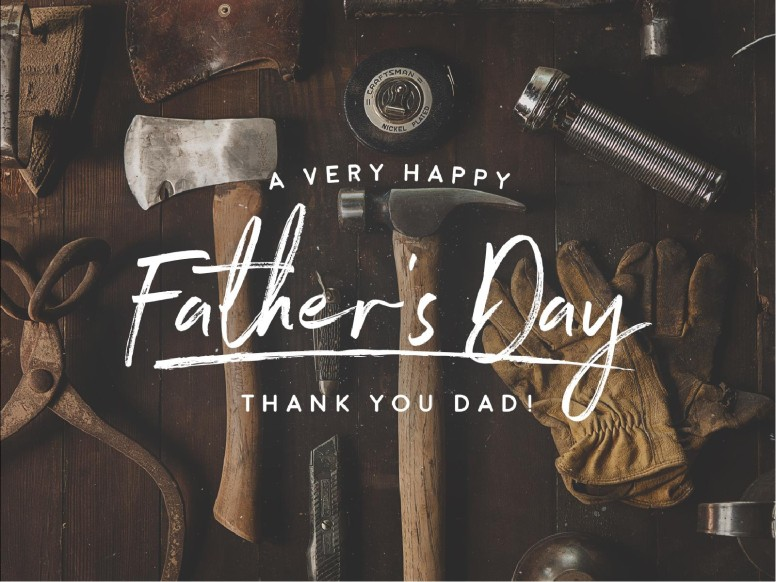 CRAFTSMAN
NICKEL PLATED
A VERY HAPPY
Father's Day
THANK YOU DAD!